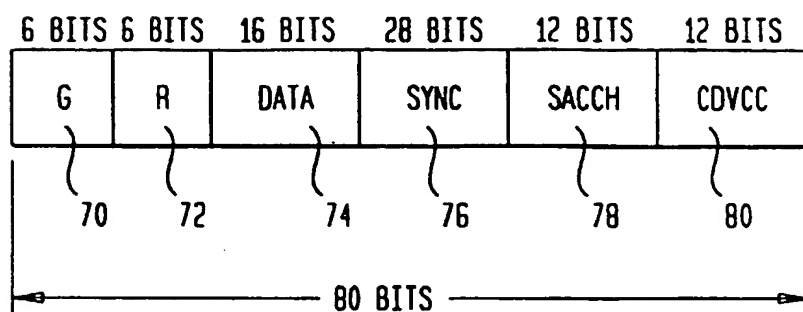 6 BITS 6 BITS 16 BITS 28 BITS 12 BITS 12 BITS
G R DATA SYNC SACCH CDVCC
70 72 74 76 78 80
80 BITS